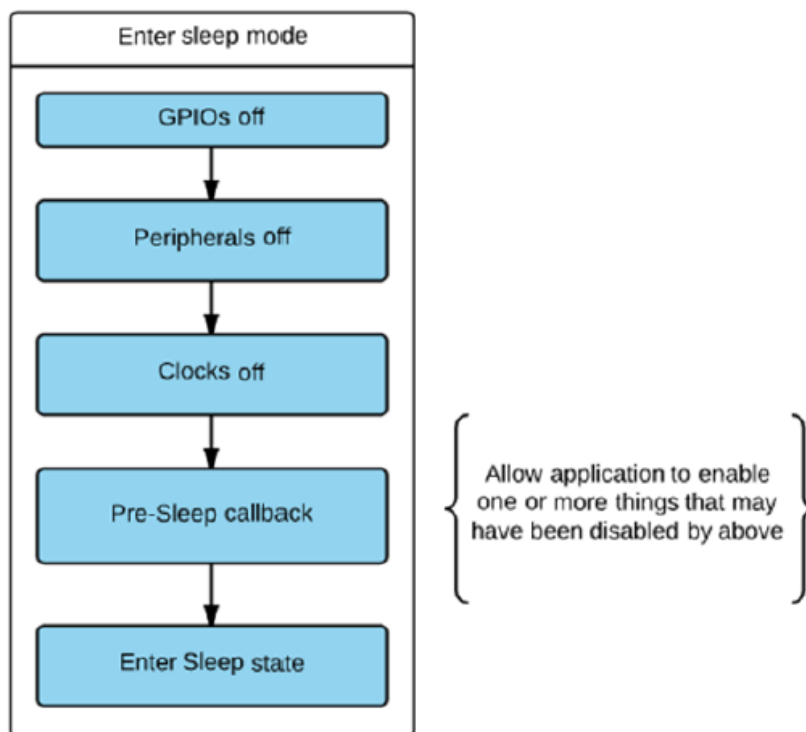 Enter sleep mode
GPIOs off
Peripherals off
Clocks off
Pre-Sleep callback
Allow application to enable
one or more things that may
have been disabled by above
Enter Sleep state